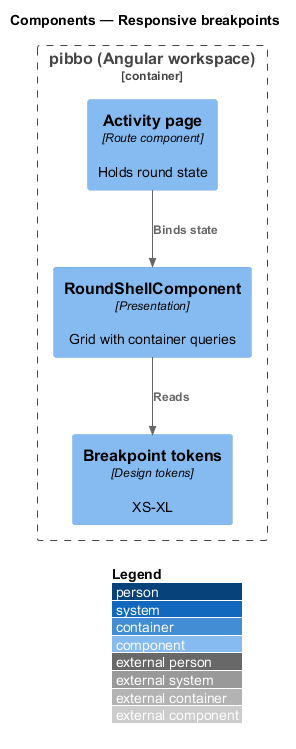 Components — Responsive breakpoints
pibbo (Angular workspace)
[container]
Activity page
[Route component]
Holds round state
Binds state
RoundShellComponent
[Presentation]
Grid with container queries
Reads
Breakpoint tokens
[Design tokens]
XS-XL
Legend
person
system
container
component
external person
external system
external container
external component